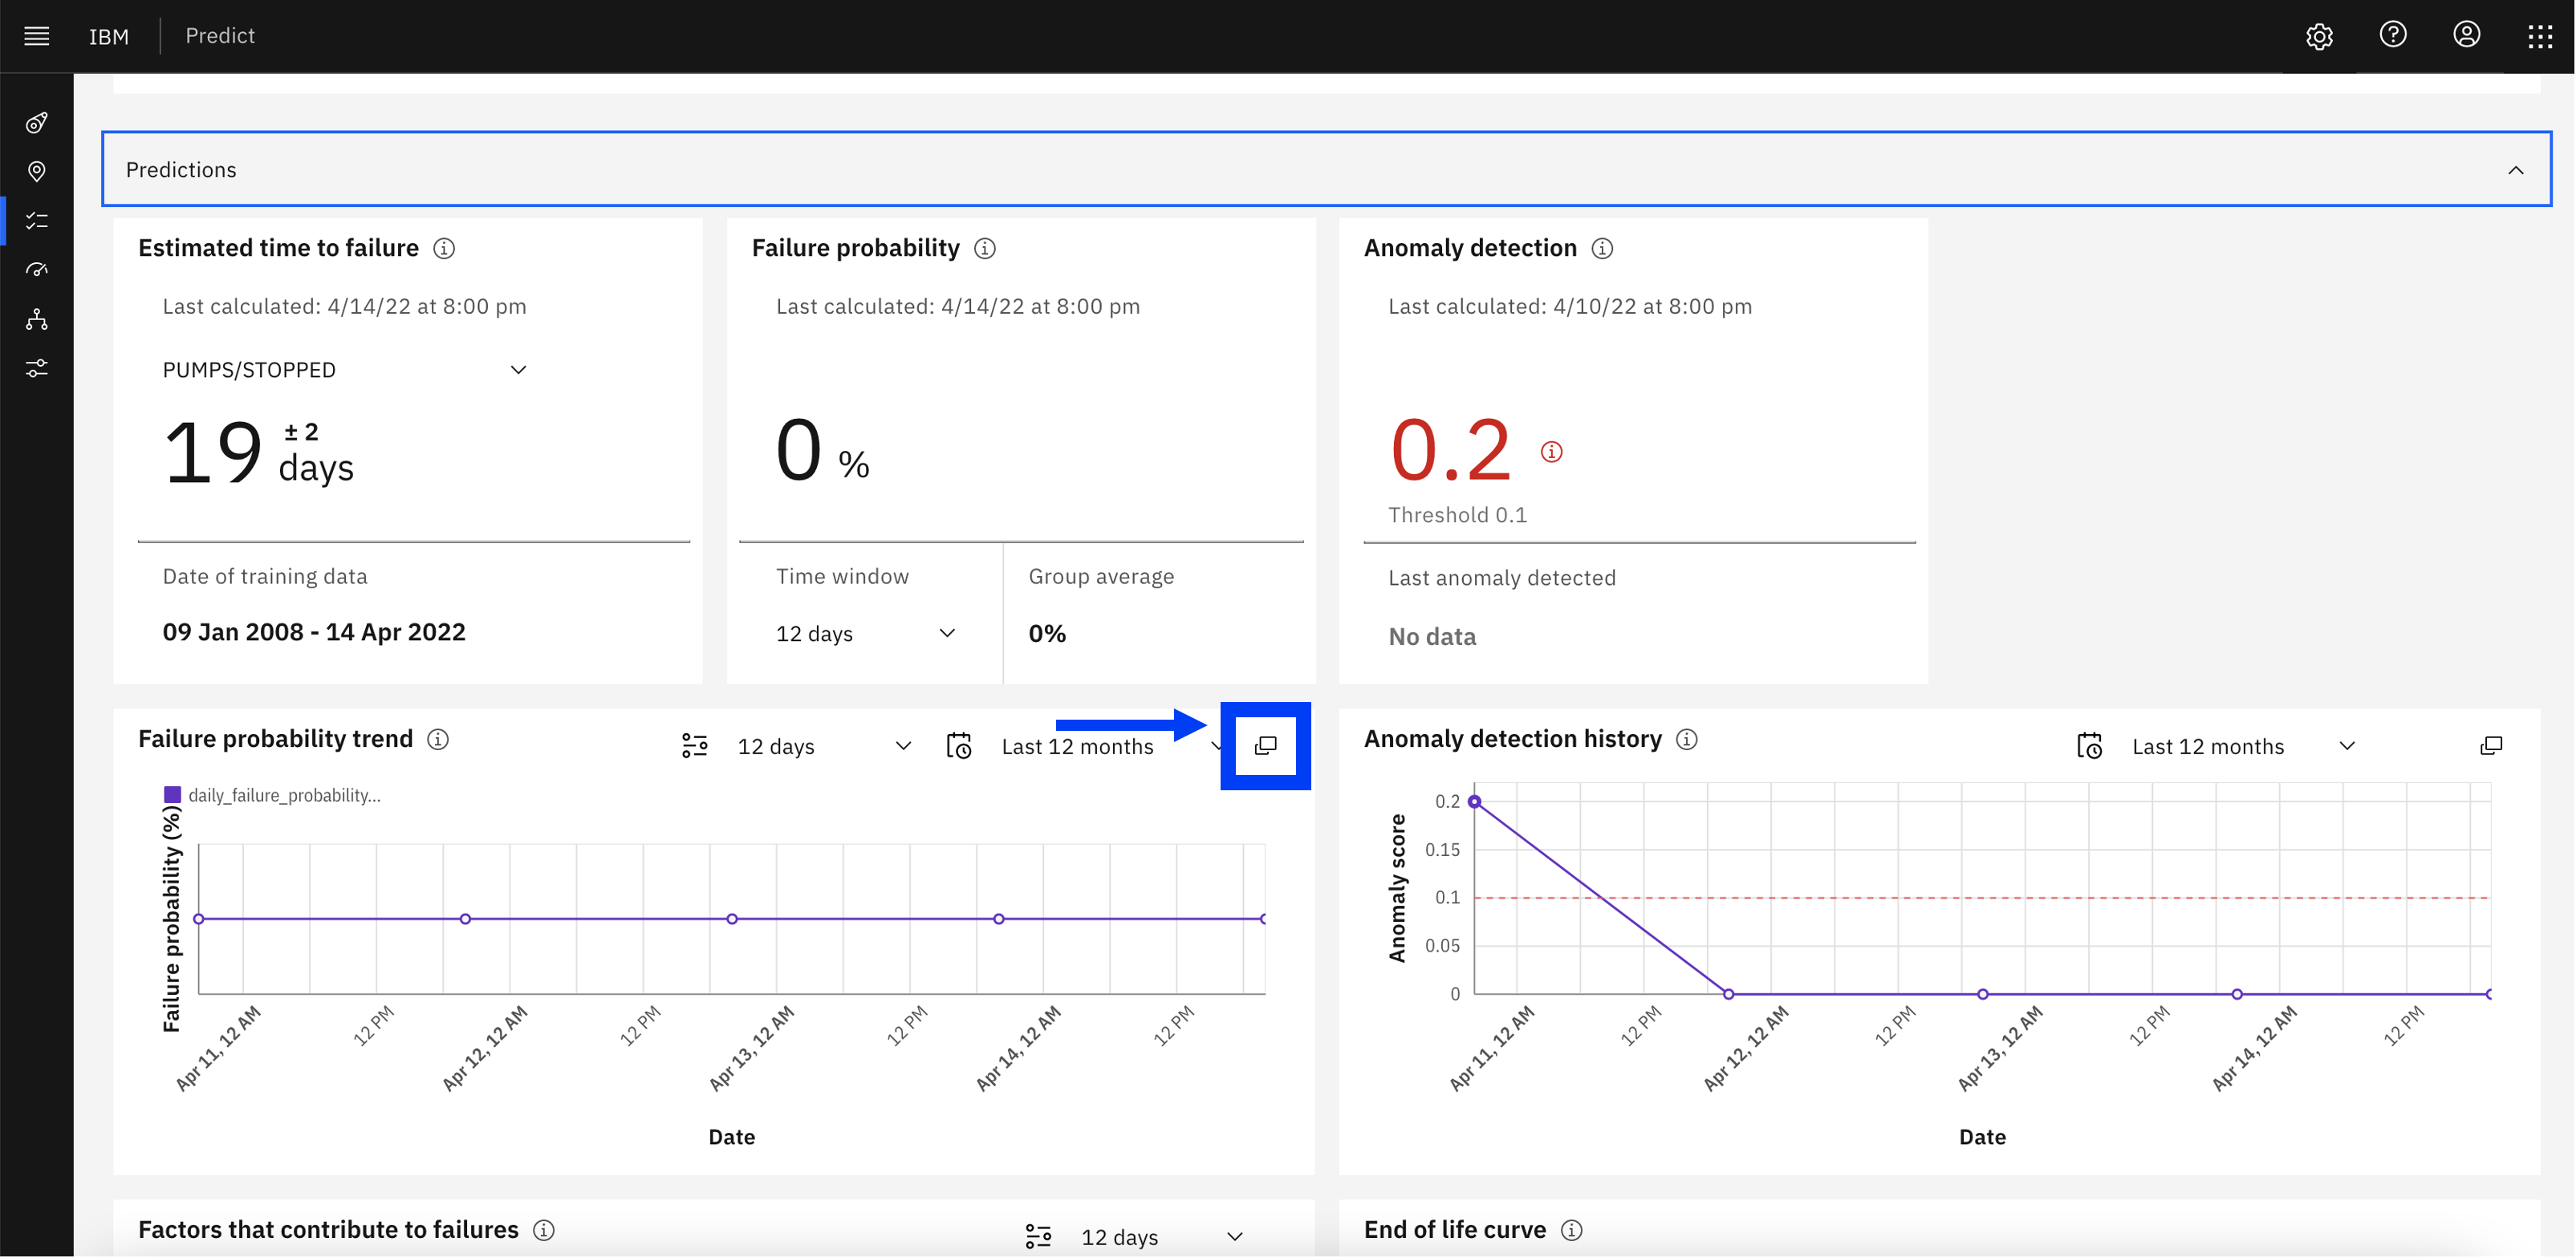 IBM Predict
Predictions
Estimated time to failure
Last calculated: 4/14/22 at 8:00 pm
PUMPS/STOPPED
19 ± 2 days
Date of training data
09 Jan 2008 - 14 Apr 2022
Failure probability
Last calculated: 4/14/22 at 8:00 pm
0 %
Time window
12 days
Group average
0%
Anomaly detection
Last calculated: 4/10/22 at 8:00 pm
0.2
Threshold 0.1
Last anomaly detected
No data
Failure probability trend
12 days
Last 12 months
daily_failure_probability...
Failure probability (%)
Apr 11, 12 AM
12 PM
Apr 12, 12 AM
12 PM
Apr 13, 12 AM
12 PM
Apr 14, 12 AM
12 PM
Date
Anomaly detection history
Last 12 months
Anomaly score
0.2
0.15
0.1
0.05
0
Apr 11, 12 AM
12 PM
Apr 12, 12 AM
12 PM
Apr 13, 12 AM
12 PM
Apr 14, 12 AM
12 PM
Date
Factors that contribute to failures
12 days
End of life curve